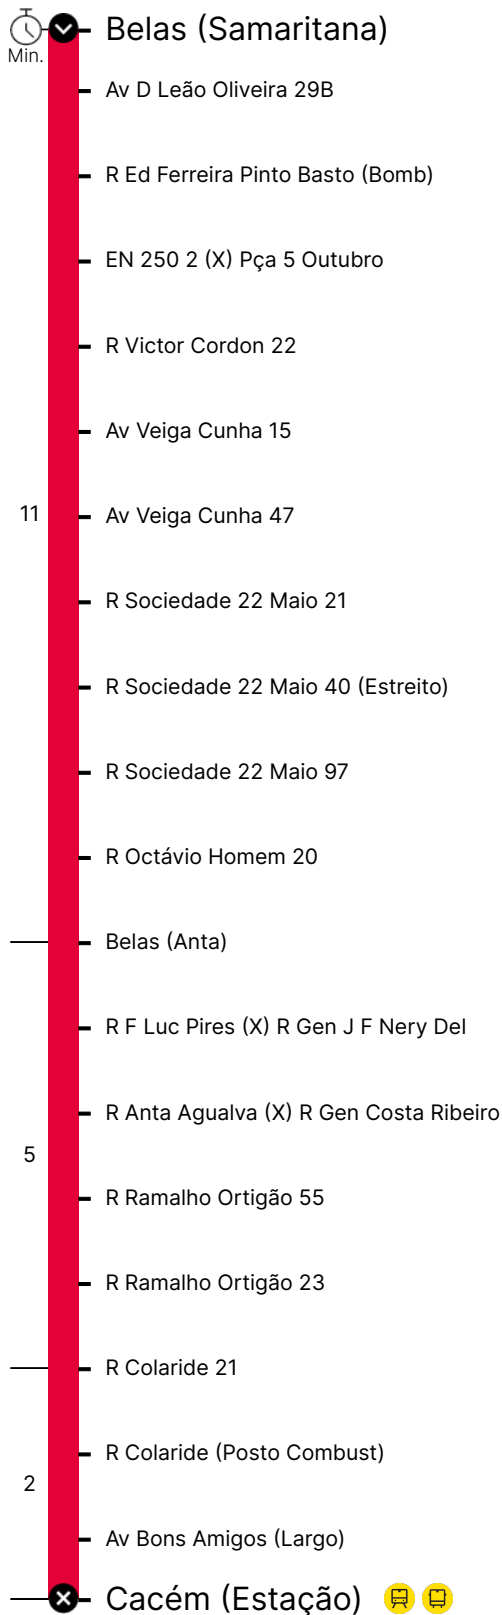 Belas (Samaritana)
Min.
Av D Leão Oliveira 29B
R Ed Ferreira Pinto Basto (Bomb)
EN 250 2 (X) Pça 5 Outubro
R Victor Cordon 22
Av Veiga Cunha 15
11
Av Veiga Cunha 47
R Sociedade 22 Maio 21
R Sociedade 22 Maio 40 (Estreito)
R Sociedade 22 Maio 97
R Octávio Homem 20
Belas (Anta)
R F Luc Pires (X) R Gen J F Nery Del
R Anta Agualva (X) R Gen Costa Ribeiro
5
R Ramalho Ortigão 55
R Ramalho Ortigão 23
R Colaride 21
R Colaride (Posto Combust)
2
Av Bons Amigos (Largo)
Cacém (Estação)